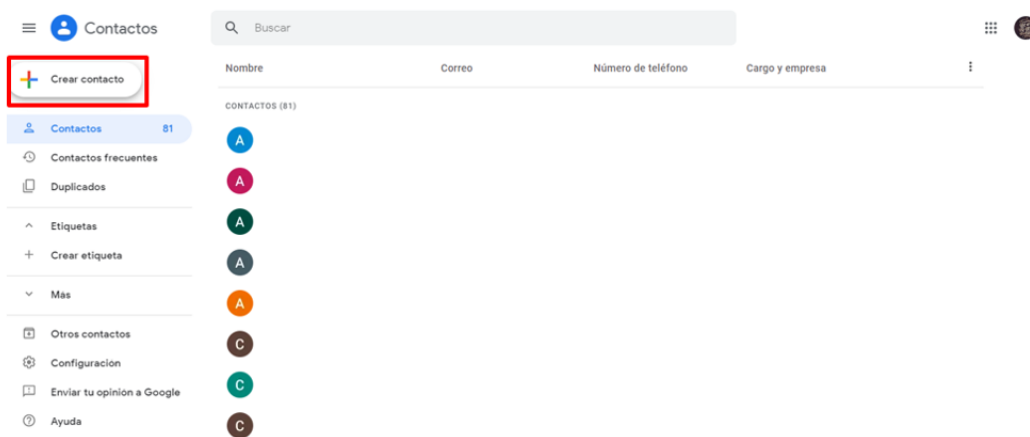 Contactos
Buscar
Crear contacto
Nombre Correo Número de teléfono Cargo y empresa
CONTACTOS (81)
Contactos 81
Contactos frecuentes
Duplicados
Etiquetas
Crear etiqueta
Más
Otros contactos
Configuración
Enviar tu opinión a Google
Ayuda
A
A
A
A
A
C
C
C